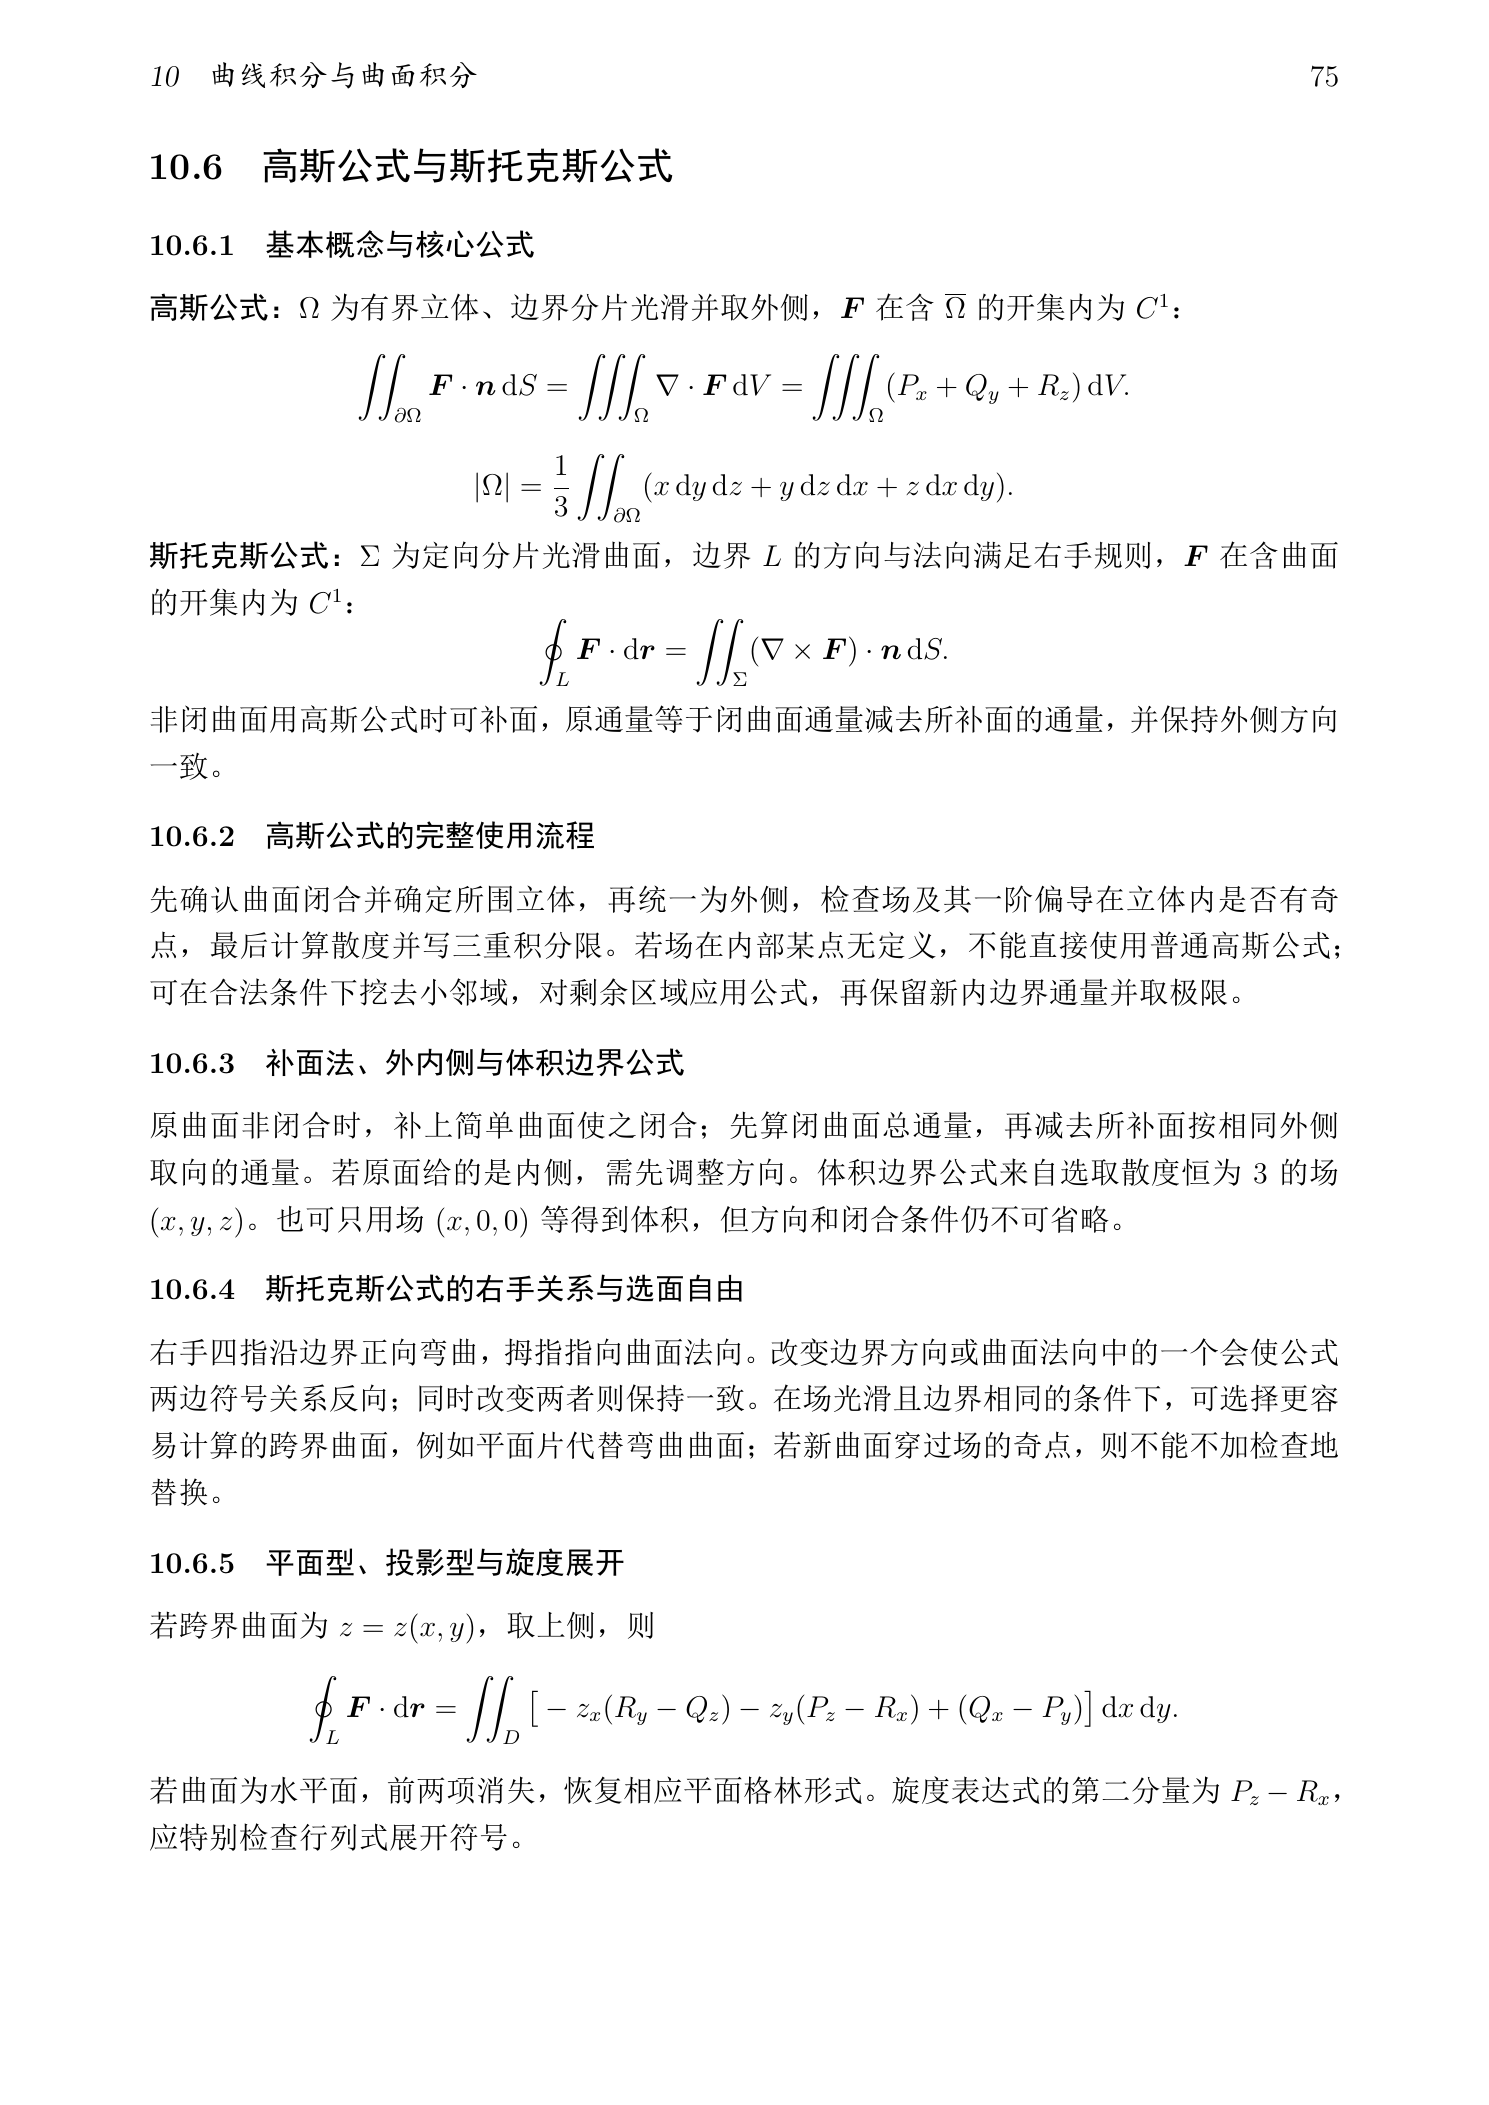 10 曲线积分与曲面积分 75
10.6 高斯公式与斯托克斯公式
10.6.1 基本概念与核心公式
高斯公式：Ω 为有界立体、边界分片光滑并取外侧，𝑭 在含 Ω̅ 的开集内为 C¹：
∬_{∂Ω} 𝑭 · 𝒏 dS = ∭_Ω ∇ · 𝑭 dV = ∭_Ω (P_x + Q_y + R_z) dV.
|Ω| = 1/3 ∬_{∂Ω} (x dy dz + y dz dx + z dx dy).
斯托克斯公式：Σ 为定向分片光滑曲面，边界 L 的方向与法向满足右手规则，𝑭 在含曲面
的开集内为 C¹：
∮_L 𝑭 · d𝒓 = ∬_Σ (∇ × 𝑭) · 𝒏 dS.
非闭曲面用高斯公式时可补面，原通量等于闭曲面通量减去所补面的通量，并保持外侧方向
一致。
10.6.2 高斯公式的完整使用流程
先确认曲面闭合并确定所围立体，再统一为外侧，检查场及其一阶偏导在立体内是否有奇
点，最后计算散度并写三重积分限。若场在内部某点无定义，不能直接使用普通高斯公式；
可在合法条件下挖去小邻域，对剩余区域应用公式，再保留新内边界通量并取极限。
10.6.3 补面法、外内侧与体积边界公式
原曲面非闭合时，补上简单曲面使之闭合；先算闭曲面总通量，再减去所补面按相同外侧
取向的通量。若原面给的是内侧，需先调整方向。体积边界公式来自选取散度恒为 3 的场
(x, y, z)。也可只用场 (x, 0, 0) 等得到体积，但方向和闭合条件仍不可省略。
10.6.4 斯托克斯公式的右手关系与选面自由
右手四指沿边界正向弯曲，拇指指向曲面法向。改变边界方向或曲面法向中的一个会使公式
两边符号关系反向；同时改变两者则保持一致。在场光滑且边界相同的条件下，可选择更容
易计算的跨界曲面，例如平面片代替弯曲曲面；若新曲面穿过场的奇点，则不能不加检查地
替换。
10.6.5 平面型、投影型与旋度展开
若跨界曲面为 z = z(x, y)，取上侧，则
∮_L 𝑭 · d𝒓 = ∬_D [ − z_x(R_y − Q_z) − z_y(P_z − R_x) + (Q_x − P_y)] dx dy.
若曲面为水平面，前两项消失，恢复相应平面格林形式。旋度表达式的第二分量为 P_z − R_x，
应特别检查行列式展开符号。